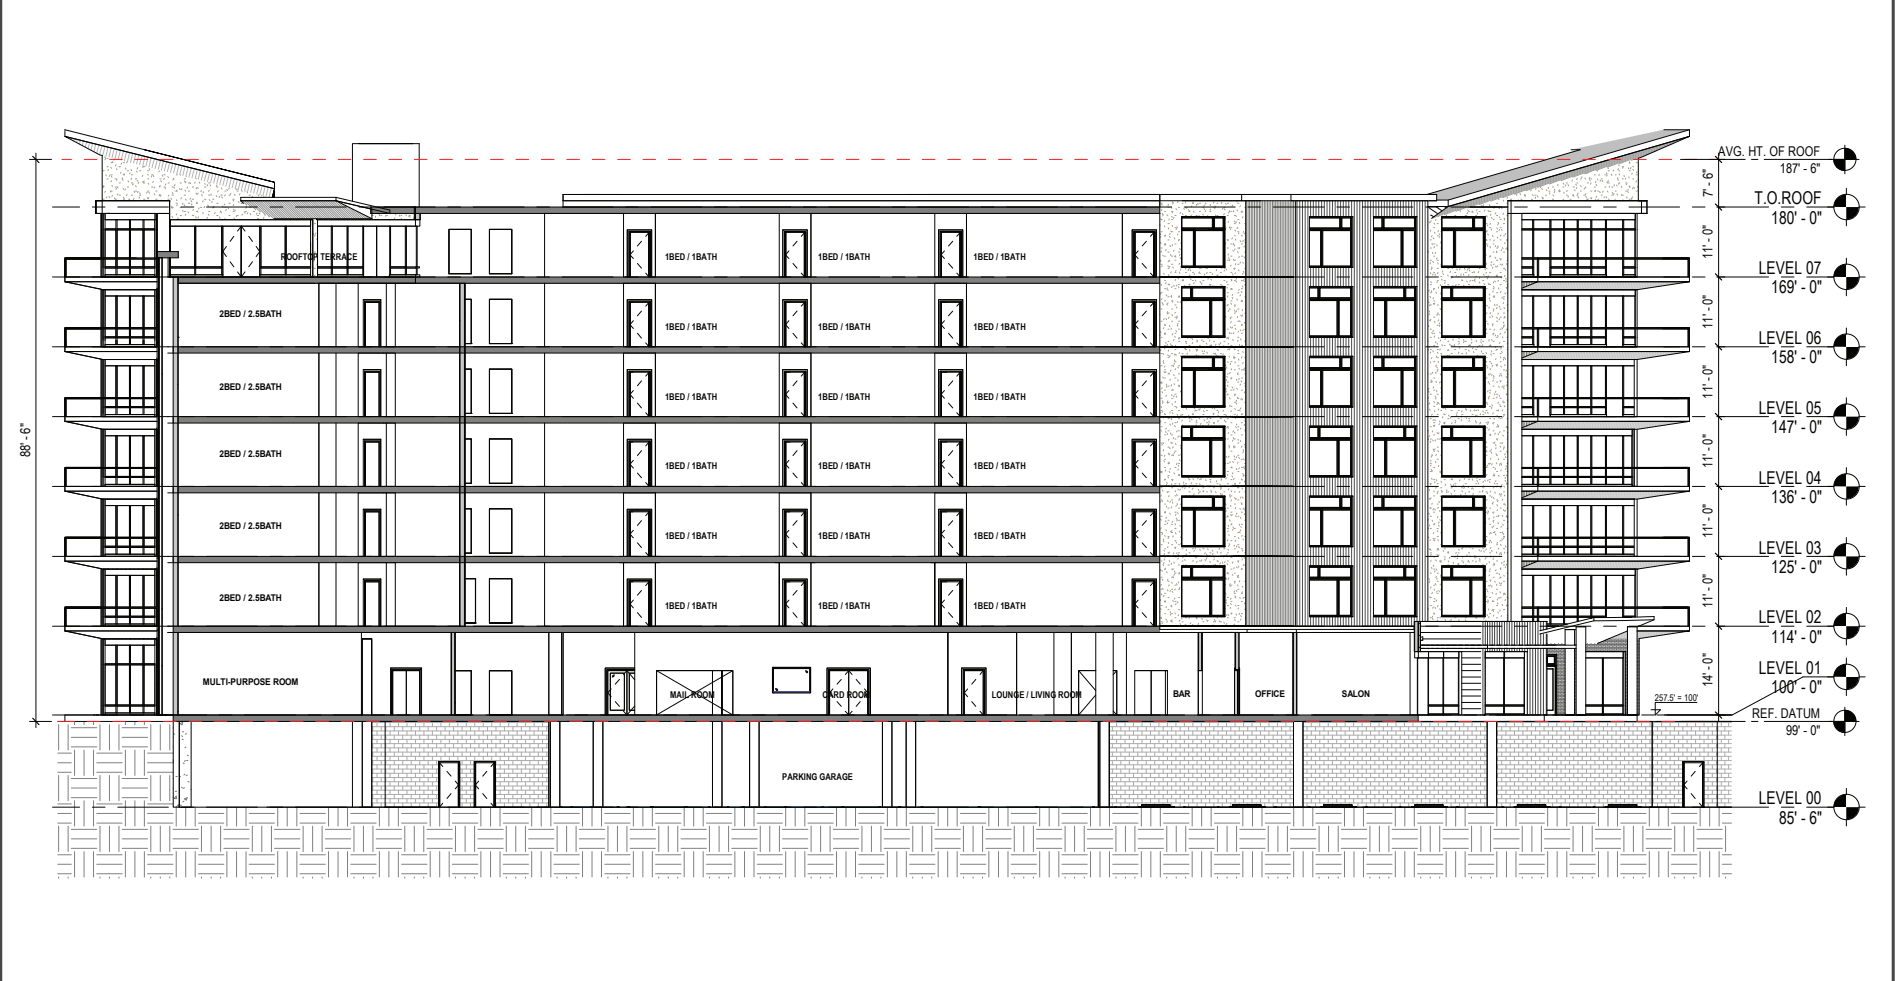 AVG. HT. OF ROOF
187' - 6"
7' - 6"
T.O.ROOF
180' - 0"
11' - 0"
ROOFTOP TERRACE
1BED / 1BATH
1BED / 1BATH
1BED / 1BATH
LEVEL 07
169' - 0"
11' - 0"
2BED / 2.5BATH
1BED / 1BATH
1BED / 1BATH
1BED / 1BATH
LEVEL 06
158' - 0"
11' - 0"
2BED / 2.5BATH
1BED / 1BATH
1BED / 1BATH
1BED / 1BATH
LEVEL 05
147' - 0"
88' - 6"
11' - 0"
2BED / 2.5BATH
1BED / 1BATH
1BED / 1BATH
1BED / 1BATH
LEVEL 04
136' - 0"
11' - 0"
2BED / 2.5BATH
1BED / 1BATH
1BED / 1BATH
1BED / 1BATH
LEVEL 03
125' - 0"
11' - 0"
2BED / 2.5BATH
1BED / 1BATH
1BED / 1BATH
1BED / 1BATH
LEVEL 02
114' - 0"
14' - 0"
MULTI-PURPOSE ROOM
MAIL ROOM
CARD ROOM
LOUNGE / LIVING ROOM
BAR
OFFICE
SALON
257.5' = 100'
LEVEL 01
100' - 0"
REF. DATUM
99' - 0"
PARKING GARAGE
LEVEL 00
85' - 6"